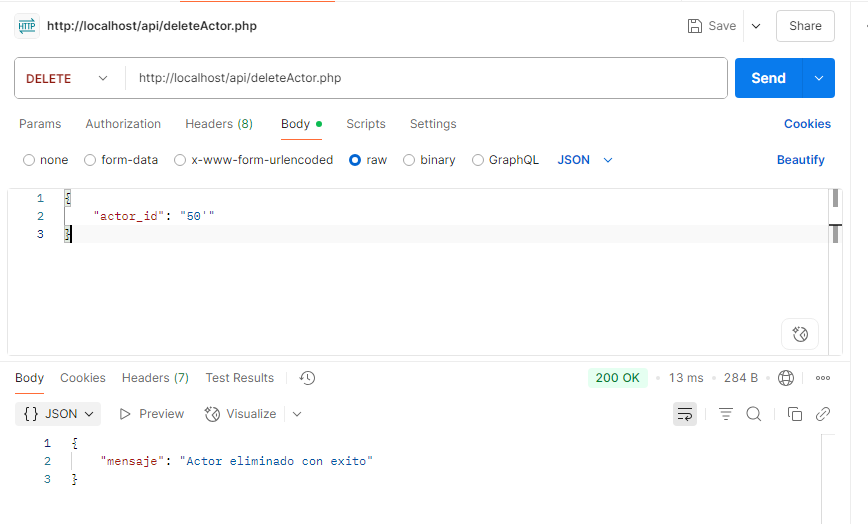 HTTP http://localhost/api/deleteActor.php Save Share
DELETE http://localhost/api/deleteActor.php Send
Params Authorization Headers (8) Body Scripts Settings Cookies
none form-data x-www-form-urlencoded raw binary GraphQL JSON Beautify
1 {
2 "actor_id": "50'"
3 }
Body Cookies Headers (7) Test Results 200 OK • 13 ms • 284 B •
{} JSON Preview Visualize
1 {
2 "mensaje": "Actor eliminado con exito"
3 }